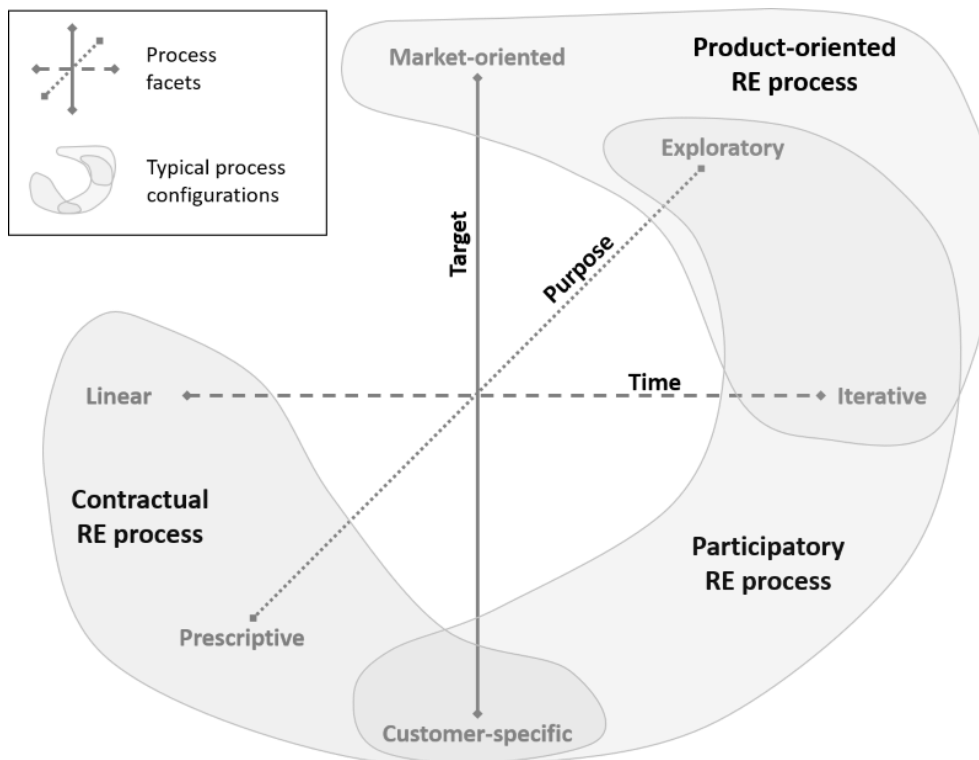 Process
facets
Typical process
configurations
Market-oriented
Product-oriented
RE process
Exploratory
Target
Purpose
Time
Linear
Iterative
Contractual
RE process
Participatory
RE process
Prescriptive
Customer-specific